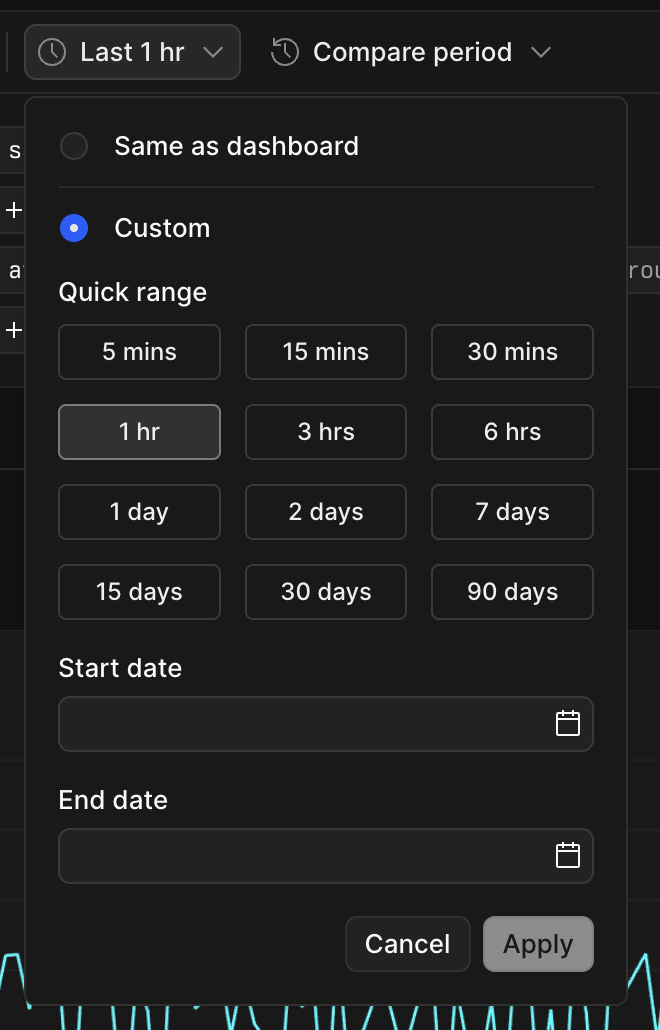 Last 1 hr Compare period
Same as dashboard
Custom
Quick range
5 mins 15 mins 30 mins
1 hr 3 hrs 6 hrs
1 day 2 days 7 days
15 days 30 days 90 days
Start date
End date
Cancel Apply